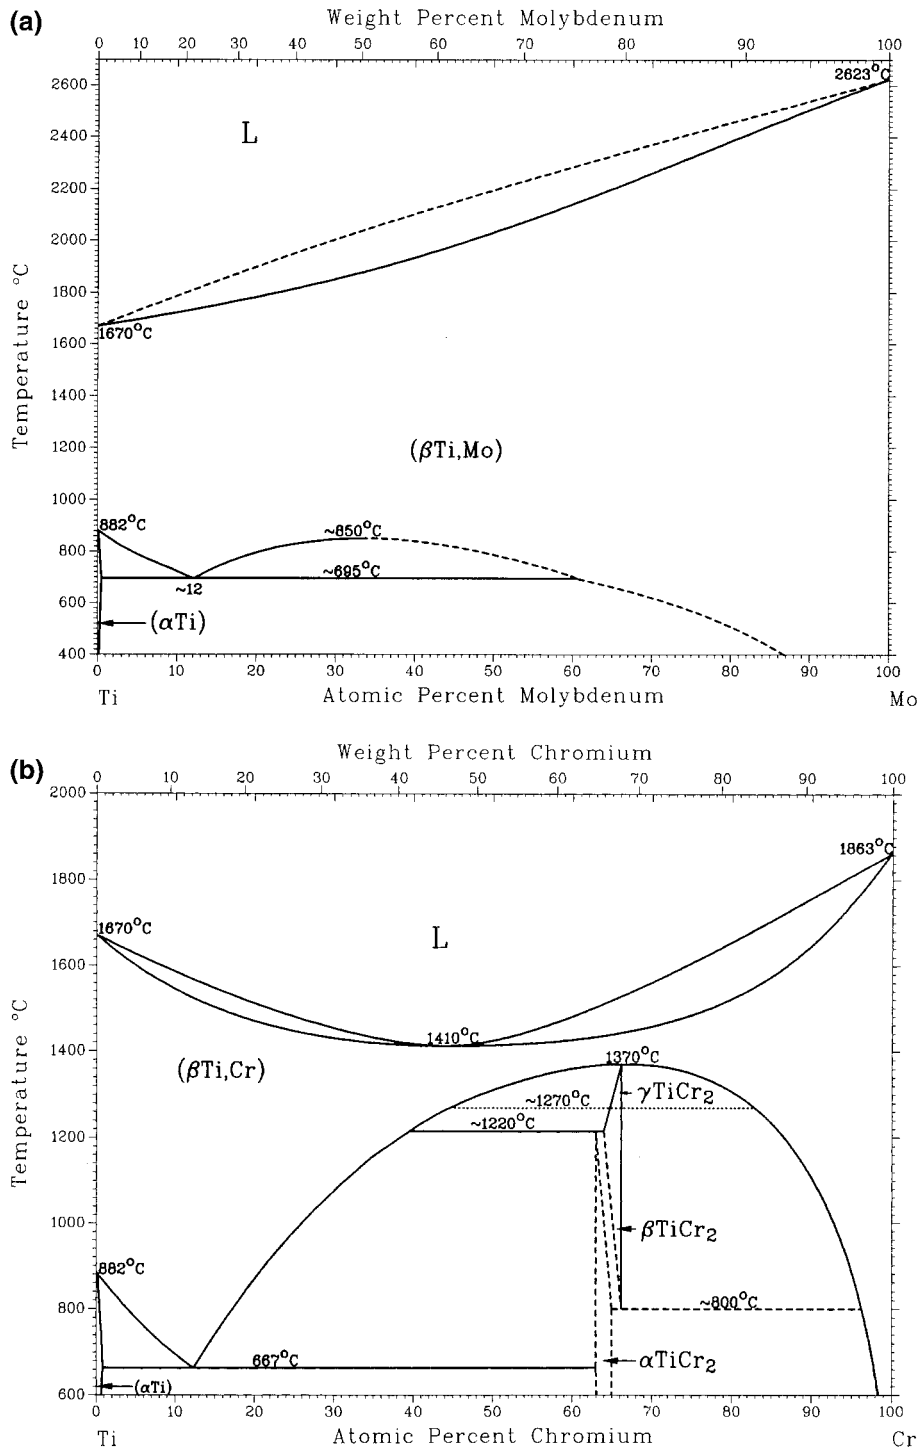 (a)
Weight Percent Molybdenum
0 10 20 30 40 50 60 70 80 90 100
2623°C
2600
L
2400
2200
2000
1800
1670°C
1600
1400
(βTi,Mo)
1200
1000
882°C
~850°C
800
~695°C
~12
600
(αTi)
400
Temperature °C
0 10 20 30 40 50 60 70 80 90 100
Ti
Atomic Percent Molybdenum
Mo
(b)
Weight Percent Chromium
0 10 20 30 40 50 60 70 80 90 100
2000
1863°C
1800
1670°C
L
1600
1410°C
1400
1370°C
(βTi,Cr)
γTiCr2
~1270°C
~1220°C
1200
βTiCr2
1000
882°C
800
~800°C
667°C
αTiCr2
(αTi)
600
Temperature °C
0 10 20 30 40 50 60 70 80 90 100
Ti
Atomic Percent Chromium
Cr